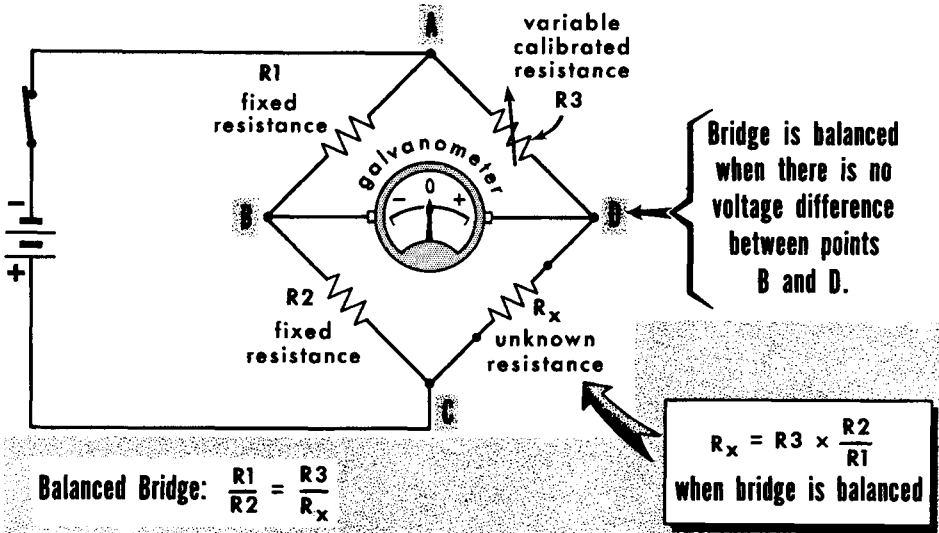 A
variable
calibrated
resistance
R3
R1
fixed
resistance
galvanometer
- 0 +
B
D
Bridge is balanced
when there is no
voltage difference
between points
B and D.
-
+
R2
fixed
resistance
Rx
unknown
resistance
C
Rx = R3 × R2/R1
when bridge is balanced
Balanced Bridge: R1/R2 = R3/Rx